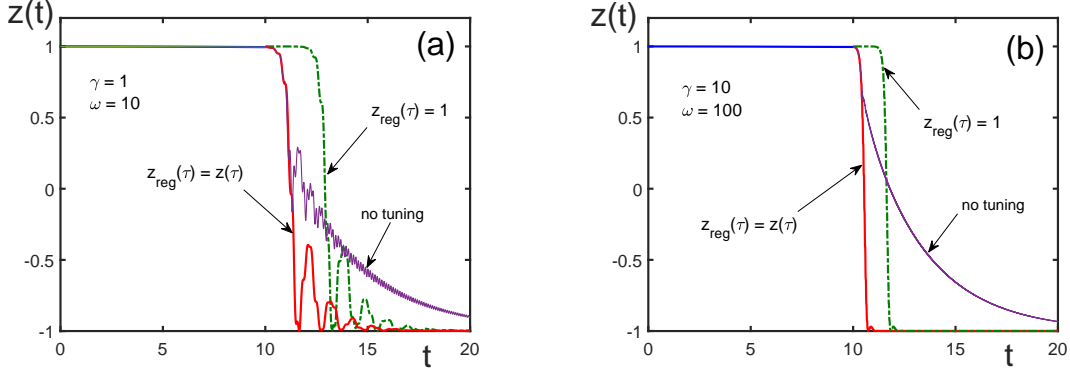 z(t)
(a)
1
0.5
0
-0.5
-1
γ = 1
ω = 10
z_reg(τ) = 1
z_reg(τ) = z(τ)
no tuning
0
5
10
15
t
20
z(t)
(b)
1
0.5
0
-0.5
-1
γ = 10
ω = 100
z_reg(τ) = 1
z_reg(τ) = z(τ)
no tuning
0
5
10
15
t
20